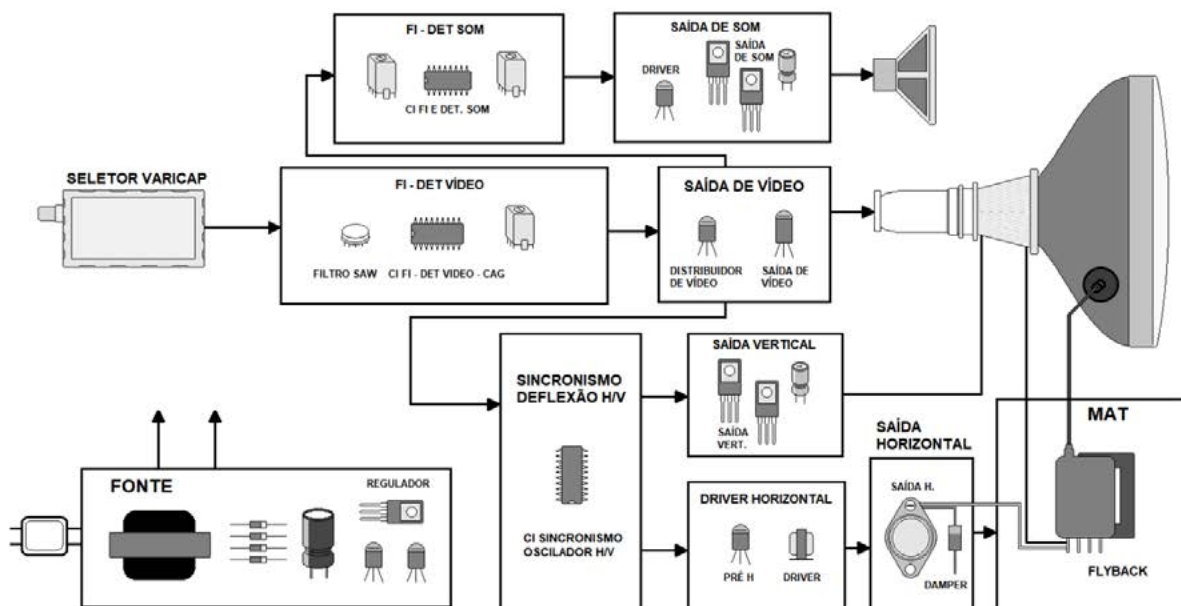 FI - DET SOM
CI FI E DET. SOM
SAÍDA DE SOM
DRIVER
SAÍDA
DE SOM
SELETOR VARICAP
FI - DET VÍDEO
FILTRO SAW
CI FI - DET VIDEO - CAG
SAÍDA DE VÍDEO
DISTRIBUIDOR
DE VÍDEO
SAÍDA DE
VÍDEO
SINCRONISMO
DEFLEXÃO H/V
CI SINCRONISMO
OSCILADOR H/V
SAÍDA VERTICAL
SAÍDA
VERT.
FONTE
REGULADOR
DRIVER HORIZONTAL
PRÉ H
DRIVER
SAÍDA
HORIZONTAL
SAÍDA H.
DAMPER
MAT
FLYBACK